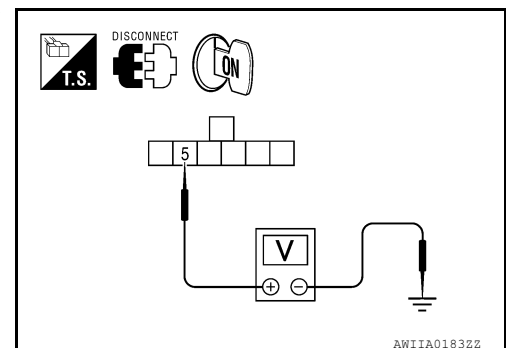 DISCONNECT
T.S.
ON
5
V
+ −
AWIIA0183ZZ